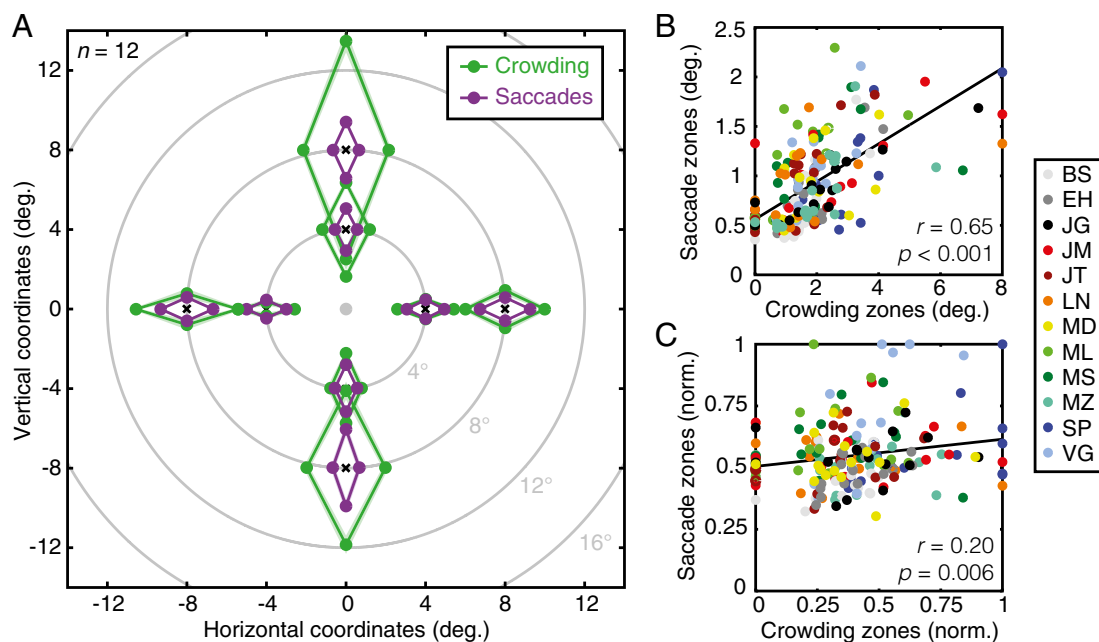 A
n = 12
Crowding
Saccades
12
8
4
0
-4
-8
-12
Vertical coordinates (deg.)
4°
8°
12°
16°
-12
-8
-4
0
4
8
12
Horizontal coordinates (deg.)
B
2.5
2
1.5
1
0.5
0
Saccade zones (deg.)
r = 0.65
p < 0.001
0
2
4
6
8
Crowding zones (deg.)
C
1
0.75
0.5
0.25
0
Saccade zones (norm.)
r = 0.20
p = 0.006
0
0.25
0.5
0.75
1
Crowding zones (norm.)
BS
EH
JG
JM
JT
LN
MD
ML
MS
MZ
SP
VG